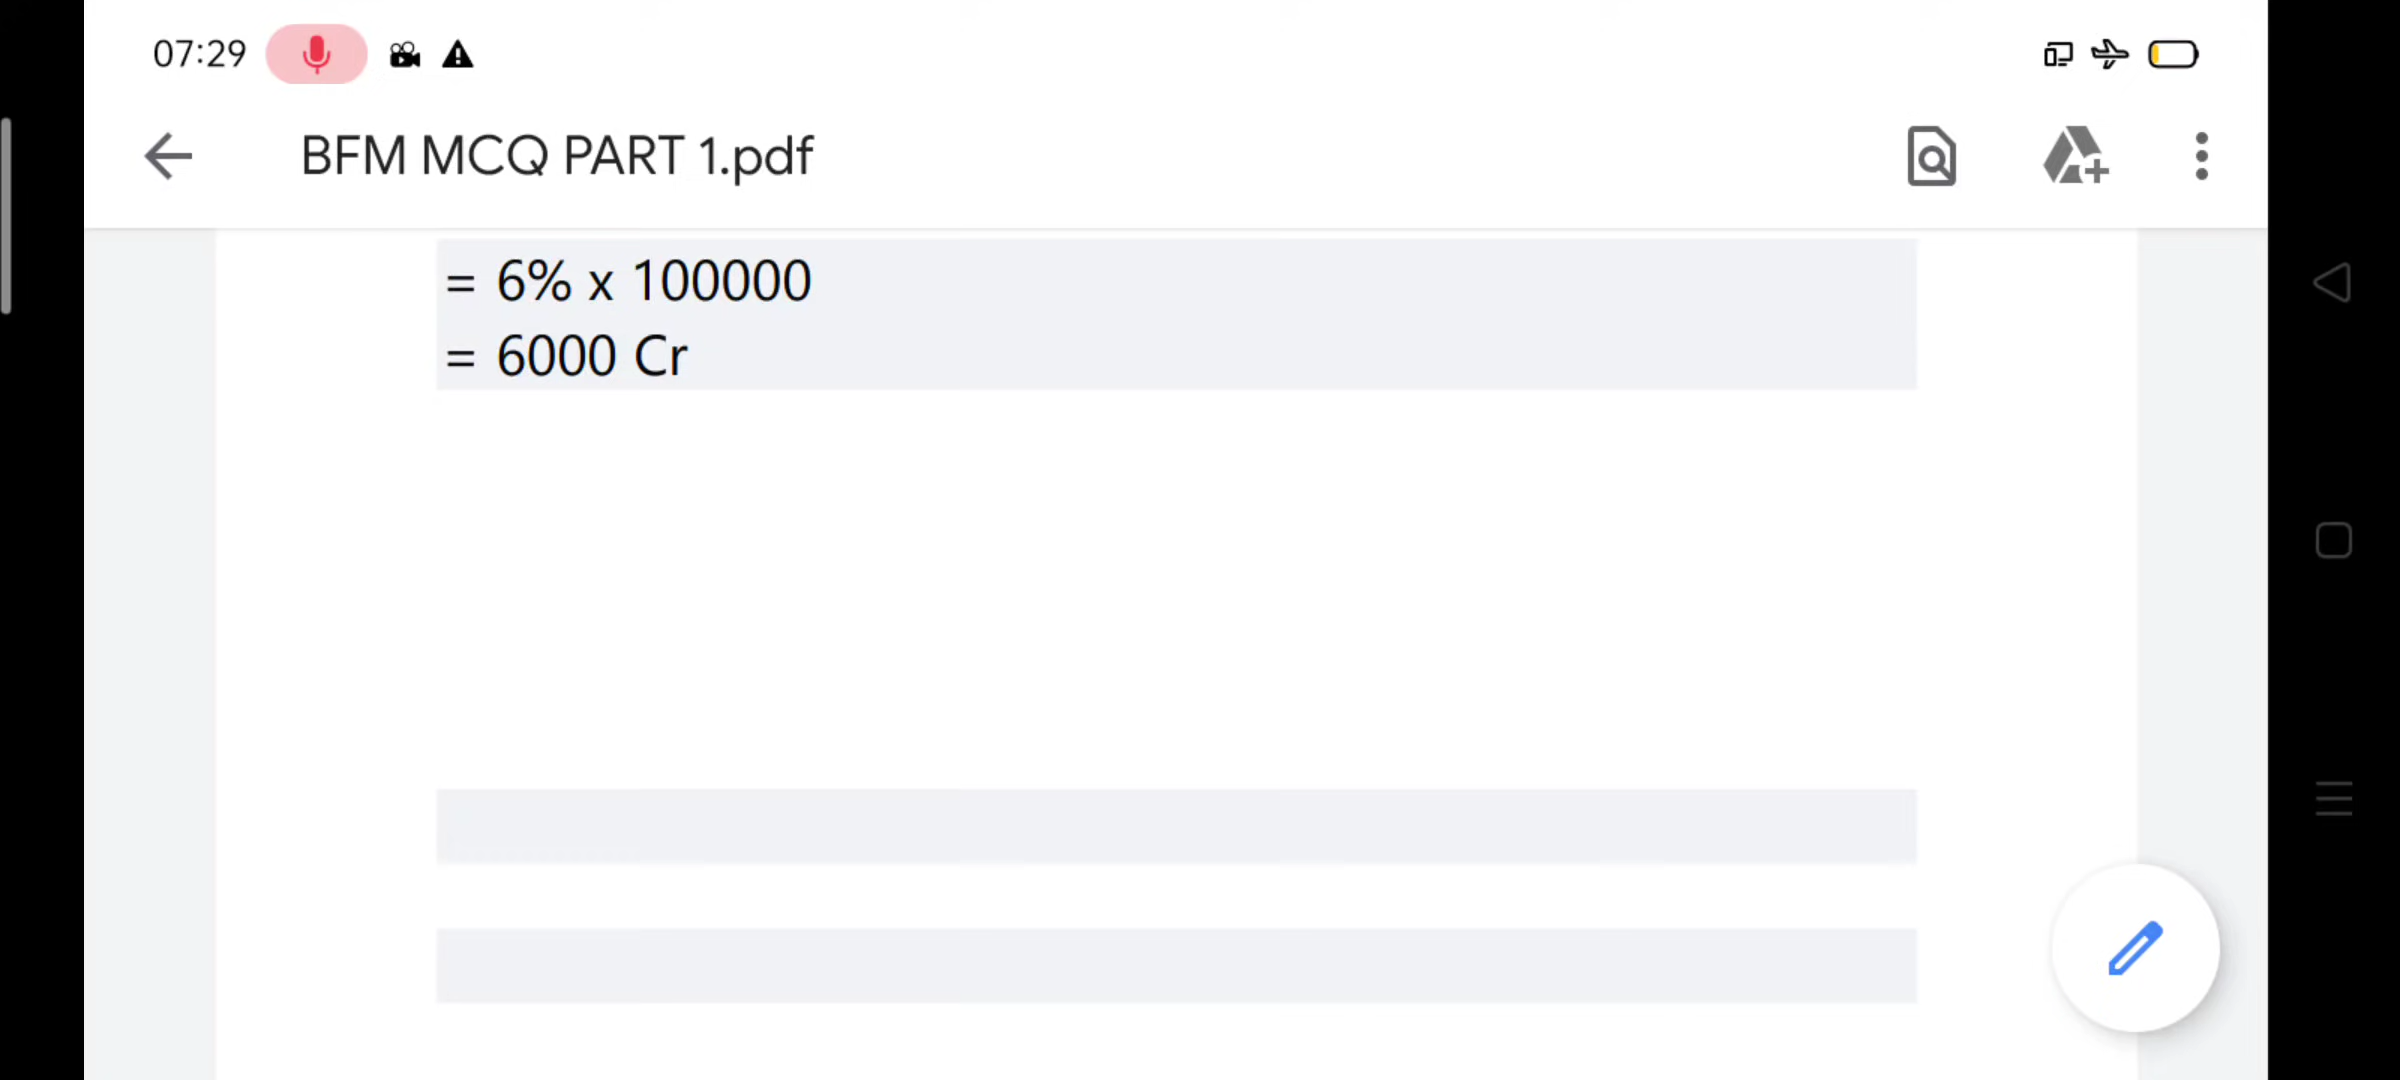 07:29
BFM MCQ PART 1.pdf
= 6% x 100000
= 6000 Cr